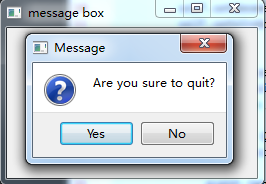 message box
Message
Are you sure to quit?
Yes
No